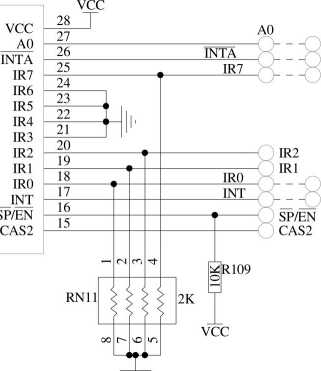 VCC
VCC 28
A0 27 A0
INTA 26 INTA
IR7 25 IR7
IR6 24
IR5 23
IR4 22
IR3 21
IR2 20 IR2
IR1 19 IR1
IR0 18 IR0
INT 17 INT
SP/EN 16 SP/EN
CAS2 15 CAS2
1 2 3 4
10K R109
RN11 2K
VCC
8 7 6 5